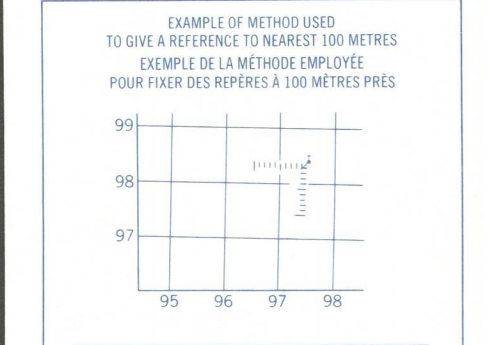 EXAMPLE OF METHOD USED
TO GIVE A REFERENCE TO NEAREST 100 METRES
EXEMPLE DE LA MÉTHODE EMPLOYÉE
POUR FIXER DES REPÈRES À 100 MÈTRES PRÈS
99
98
97
95 96 97 98